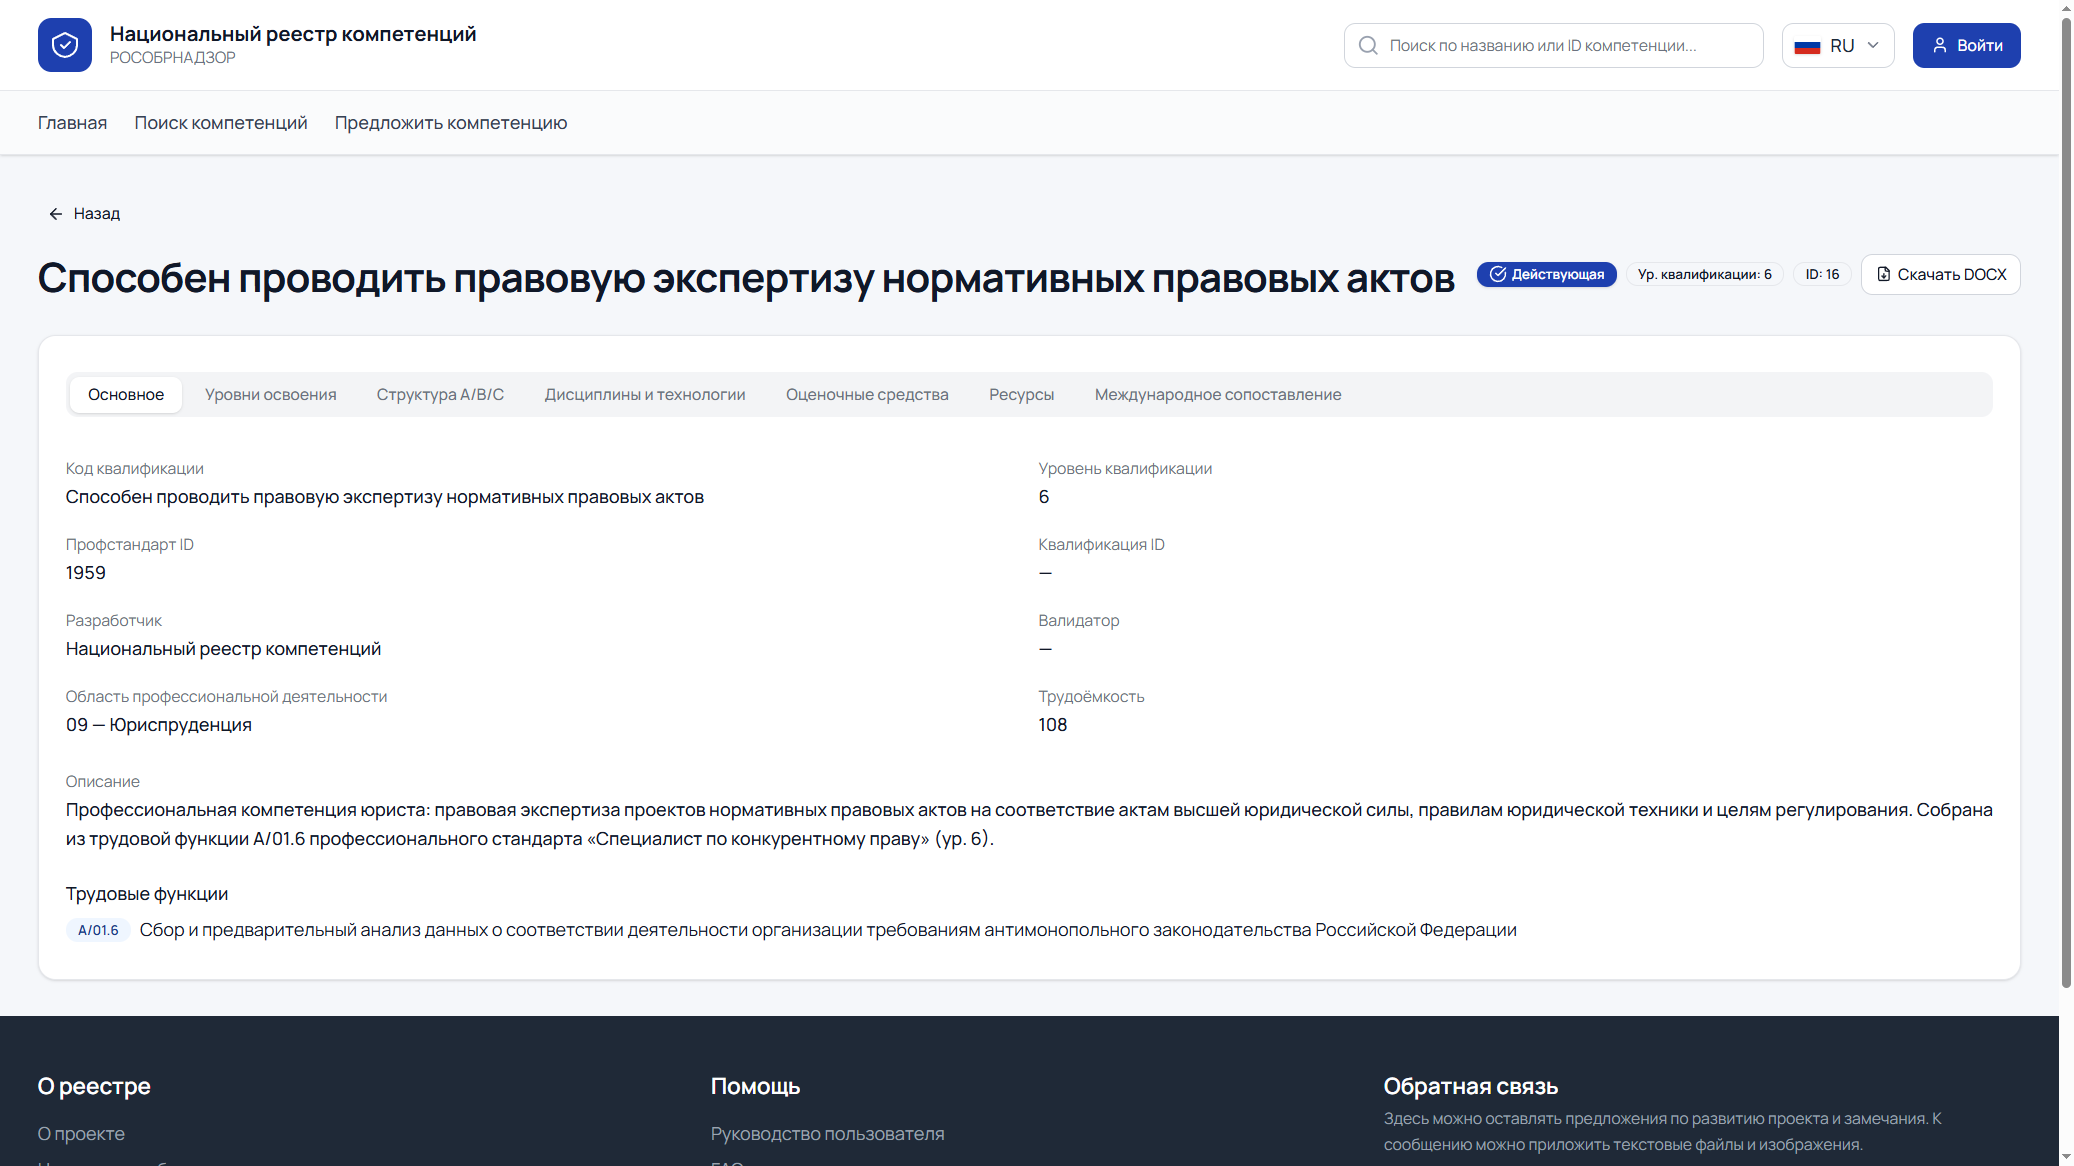 Национальный реестр компетенций
РОСОБРНАДЗОР
Поиск по названию или ID компетенции...
RU
Войти
Главная
Поиск компетенций
Предложить компетенцию
Назад
Способен проводить правовую экспертизу нормативных правовых актов
Действующая
Ур. квалификации: 6
ID: 16
Скачать DOCX
Основное
Уровни освоения
Структура A/B/C
Дисциплины и технологии
Оценочные средства
Ресурсы
Международное сопоставление
Код квалификации
Способен проводить правовую экспертизу нормативных правовых актов
Уровень квалификации
6
Профстандарт ID
1959
Квалификация ID
—
Разработчик
Национальный реестр компетенций
Валидатор
—
Область профессиональной деятельности
09 — Юриспруденция
Трудоёмкость
108
Описание
Профессиональная компетенция юриста: правовая экспертиза проектов нормативных правовых актов на соответствие актам высшей юридической силы, правилам юридической техники и целям регулирования. Собрана
из трудовой функции A/01.6 профессионального стандарта «Специалист по конкурентному праву» (ур. 6).
Трудовые функции
A/01.6
Сбор и предварительный анализ данных о соответствии деятельности организации требованиям антимонопольного законодательства Российской Федерации
О реестре
О проекте
Помощь
Руководство пользователя
Обратная связь
Здесь можно оставлять предложения по развитию проекта и замечания. К
сообщению можно приложить текстовые файлы и изображения.